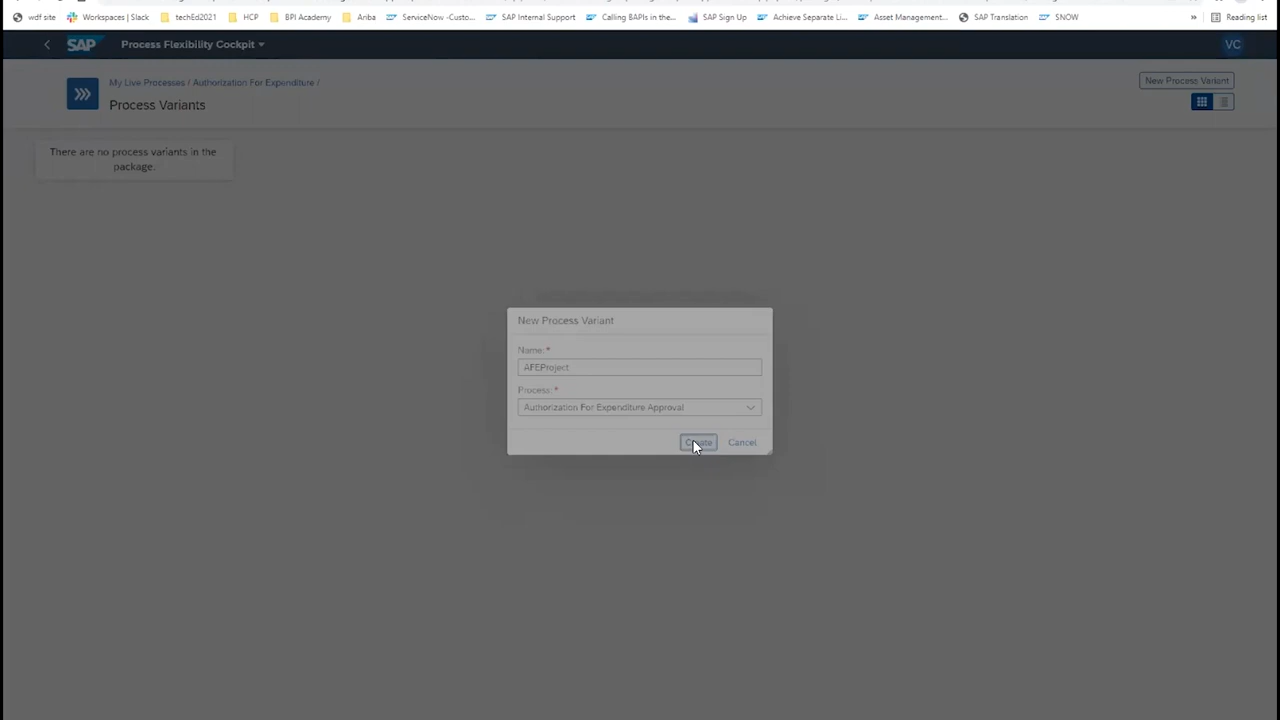 wdf site Workspaces | Slack techEd2021 HCP BPI Academy Ariba ServiceNow -Custo... SAP Internal Support Calling BAPIs in the... SAP Sign Up Achieve Separate Li... Asset Management... SAP Translation SNOW » Reading list
SAP Process Flexibility Cockpit VC
My Live Processes / Authorization For Expenditure /
New Process Variant
Process Variants
There are no process variants in the
package.
New Process Variant
Name: *
AFEProject
Process: *
Authorization For Expenditure Approval
Create Cancel